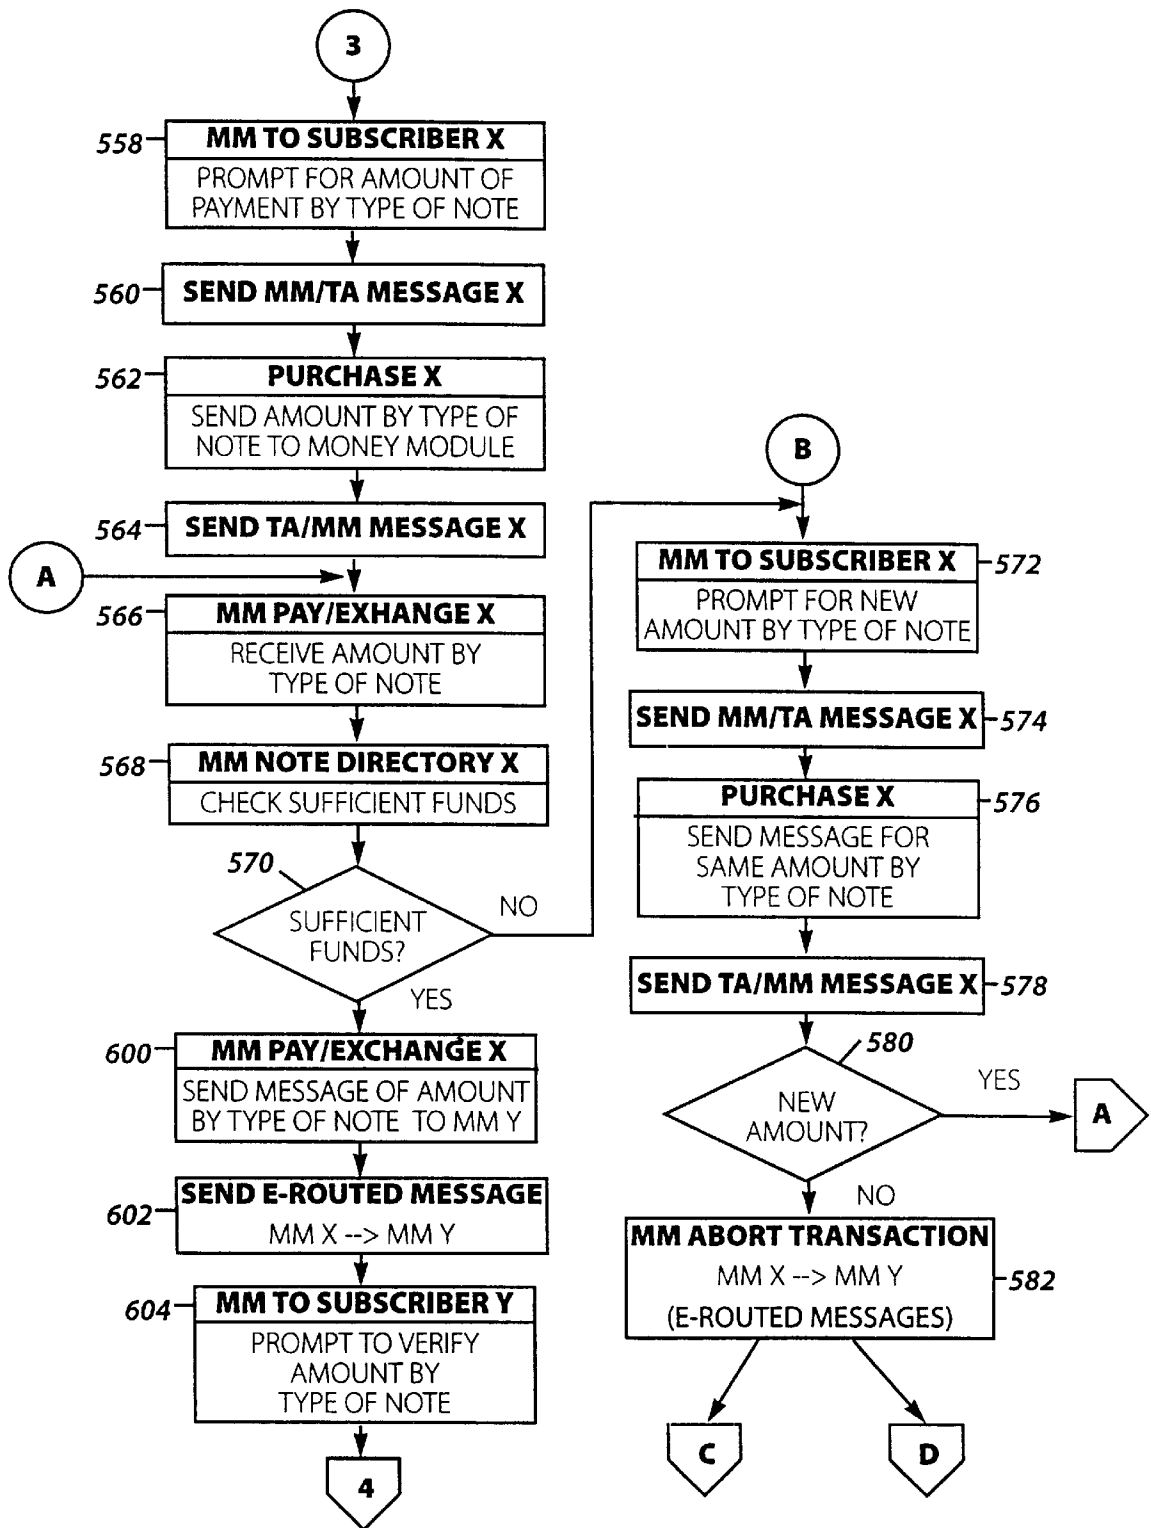 3
558
MM TO SUBSCRIBER X
PROMPT FOR AMOUNT OF
PAYMENT BY TYPE OF NOTE
560
SEND MM/TA MESSAGE X
562
PURCHASE X
SEND AMOUNT BY TYPE OF
NOTE TO MONEY MODULE
564
SEND TA/MM MESSAGE X
A
566
MM PAY/EXHANGE X
RECEIVE AMOUNT BY
TYPE OF NOTE
568
MM NOTE DIRECTORY X
CHECK SUFFICIENT FUNDS
570
SUFFICIENT
FUNDS?
NO
YES
600
MM PAY/EXCHANGE X
SEND MESSAGE OF AMOUNT
BY TYPE OF NOTE TO MM Y
602
SEND E-ROUTED MESSAGE
MM X --> MM Y
604
MM TO SUBSCRIBER Y
PROMPT TO VERIFY
AMOUNT BY
TYPE OF NOTE
4
B
MM TO SUBSCRIBER X
572
PROMPT FOR NEW
AMOUNT BY TYPE OF NOTE
SEND MM/TA MESSAGE X
574
PURCHASE X
576
SEND MESSAGE FOR
SAME AMOUNT BY
TYPE OF NOTE
SEND TA/MM MESSAGE X
578
580
NEW
AMOUNT?
YES
A
NO
MM ABORT TRANSACTION
MM X --> MM Y
(E-ROUTED MESSAGES)
582
C
D